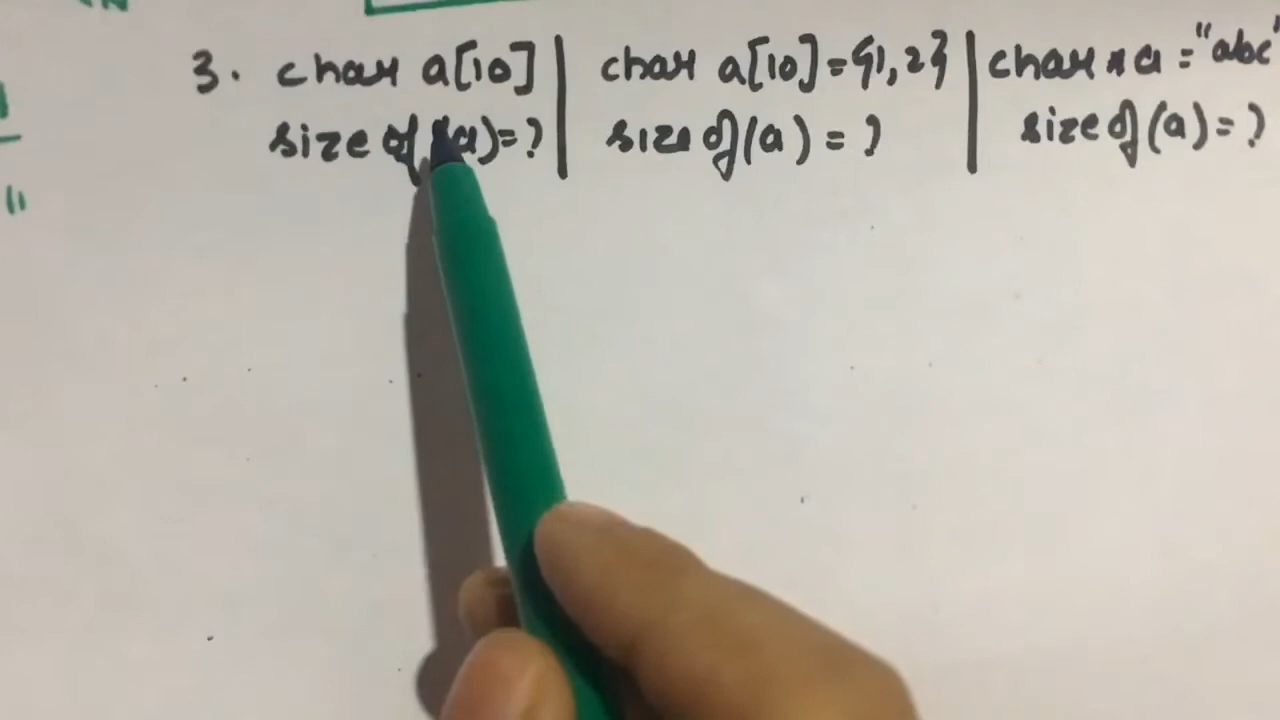 3. char a[10] | char a[10]={1,2} | char *a="abc"
sizeof(a)=? | sizeof(a)=? | sizeof(a)=?